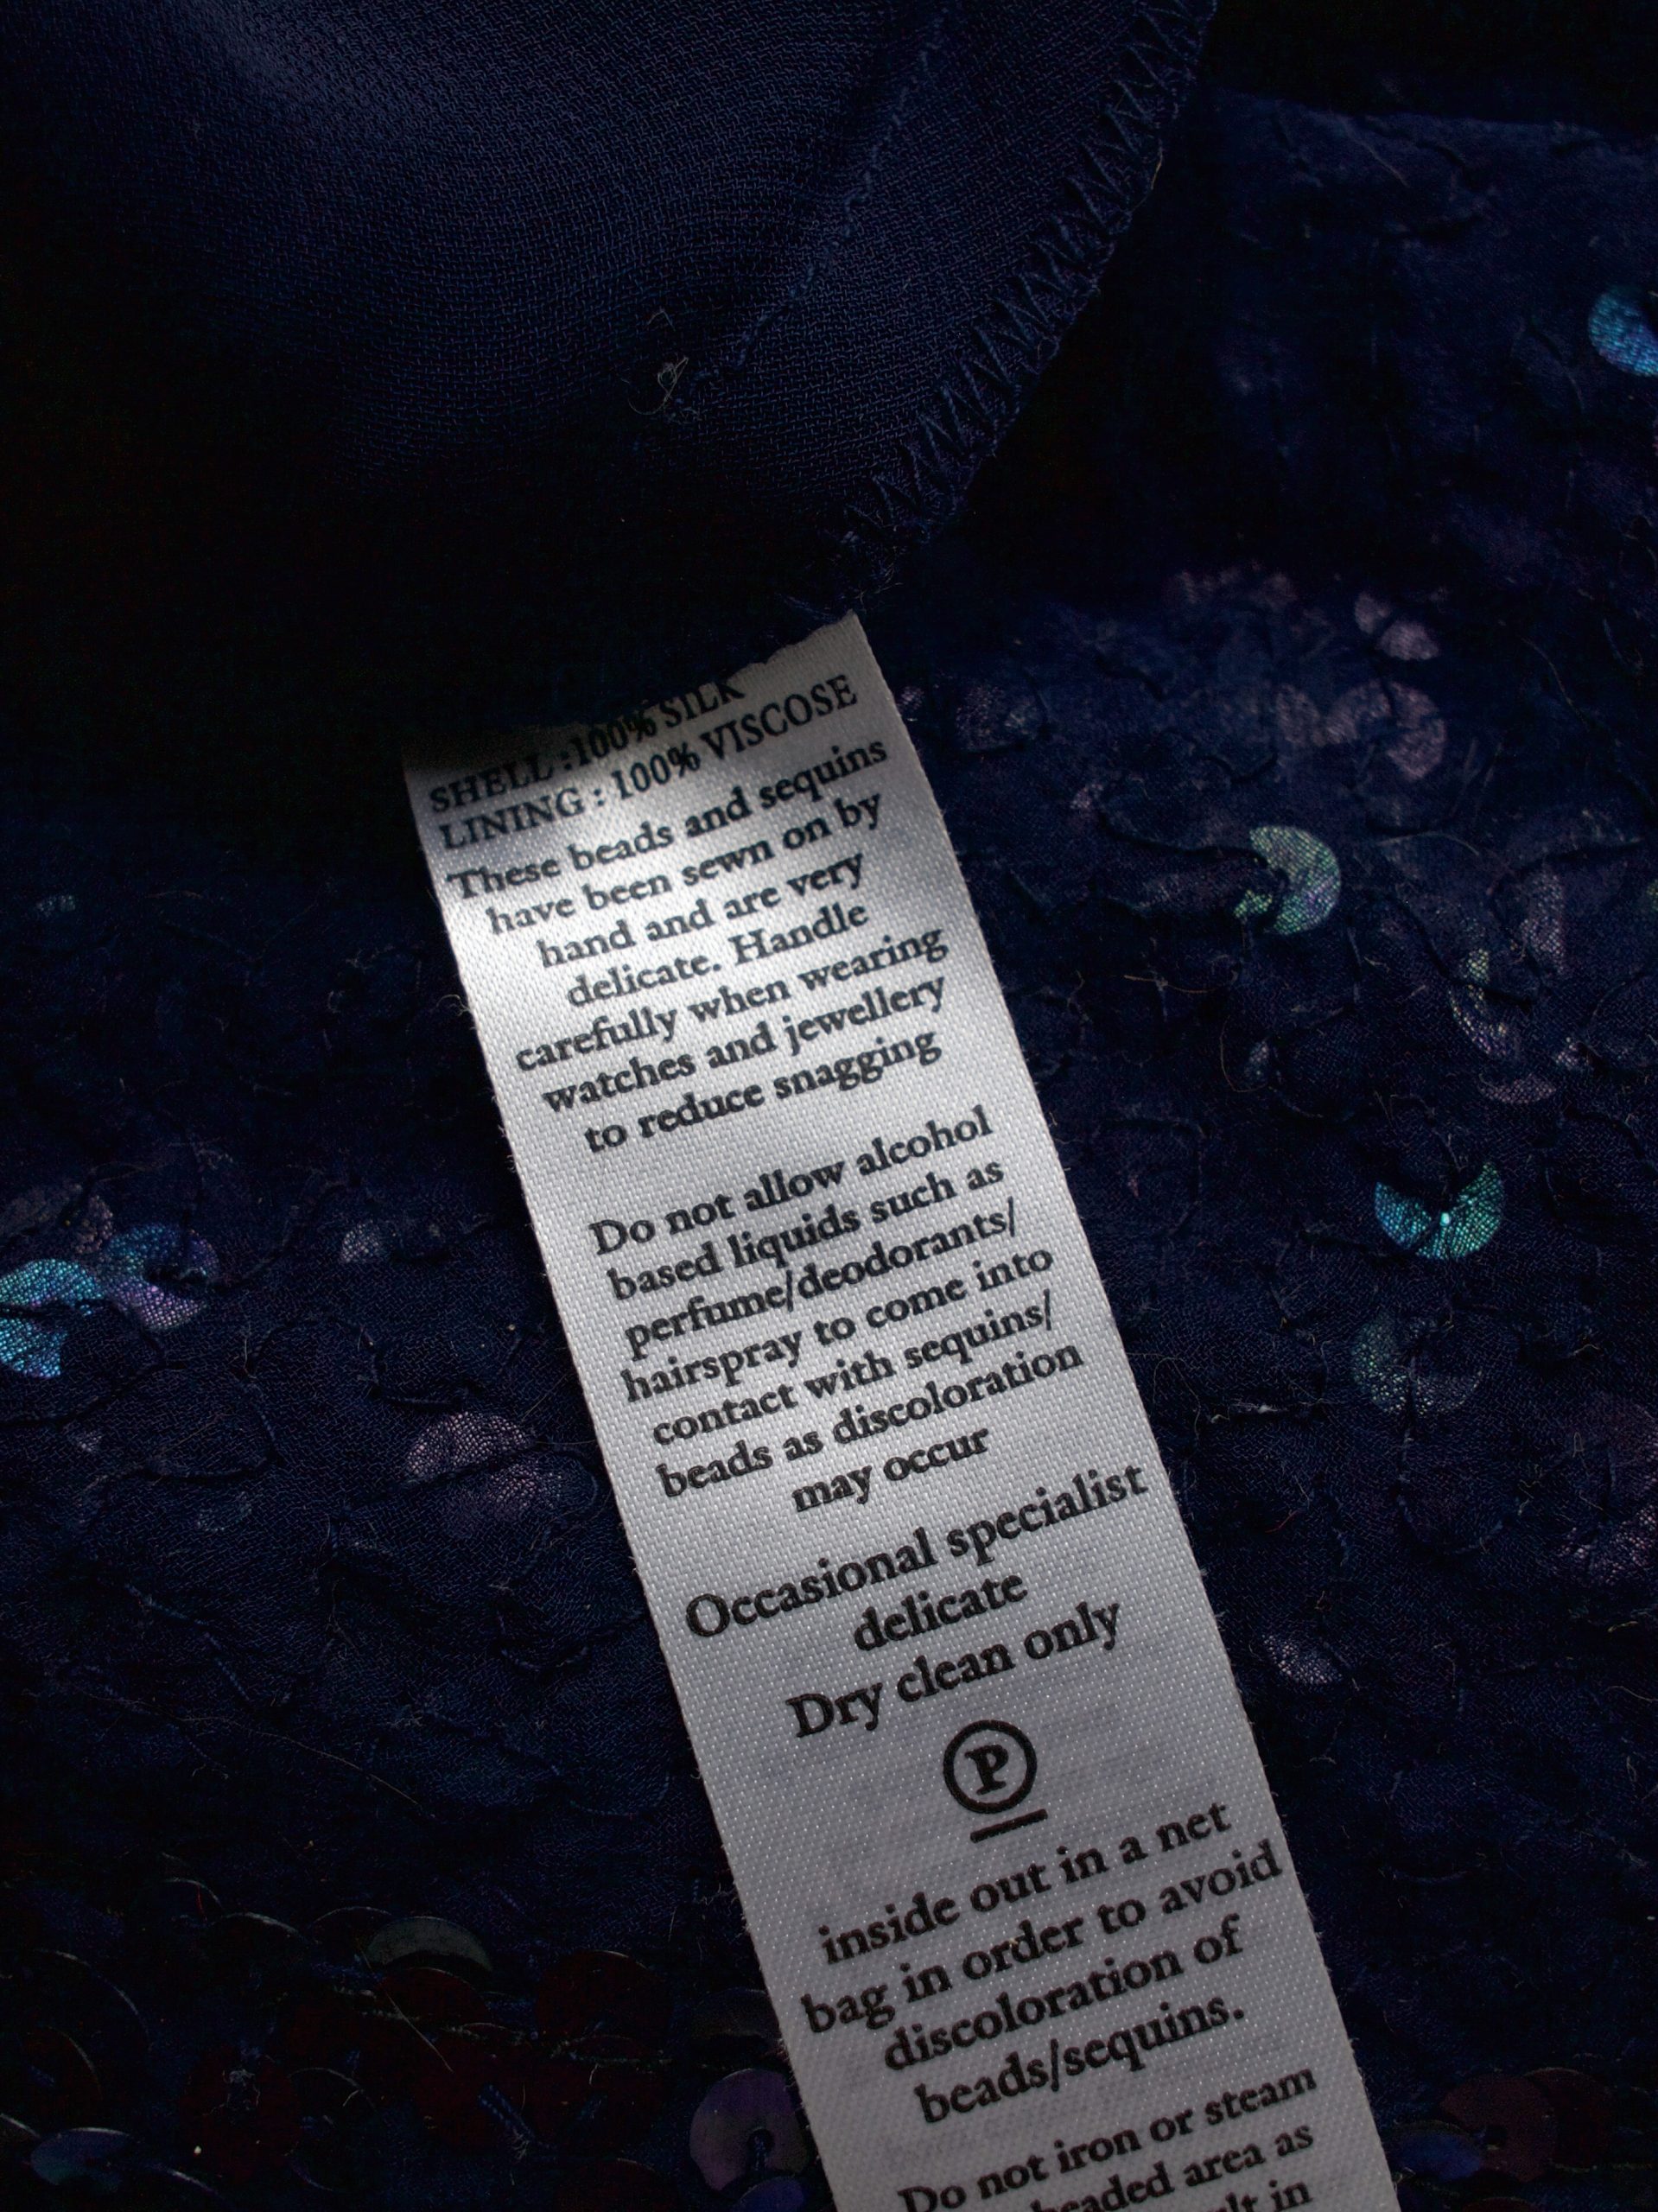 SHELL :100% SILK
LINING : 100% VISCOSE
These beads and sequins
have been sewn on by
hand and are very
delicate. Handle
carefully when wearing
watches and jewellery
to reduce snagging
Do not allow alcohol
based liquids such as
perfume/deodorants/
hairspray to come into
contact with sequins/
beads as discoloration
may occur
Occasional specialist
delicate
Dry clean only
P
inside out in a net
bag in order to avoid
discoloration of
beads/sequins.
Do not iron or steam
area as
in